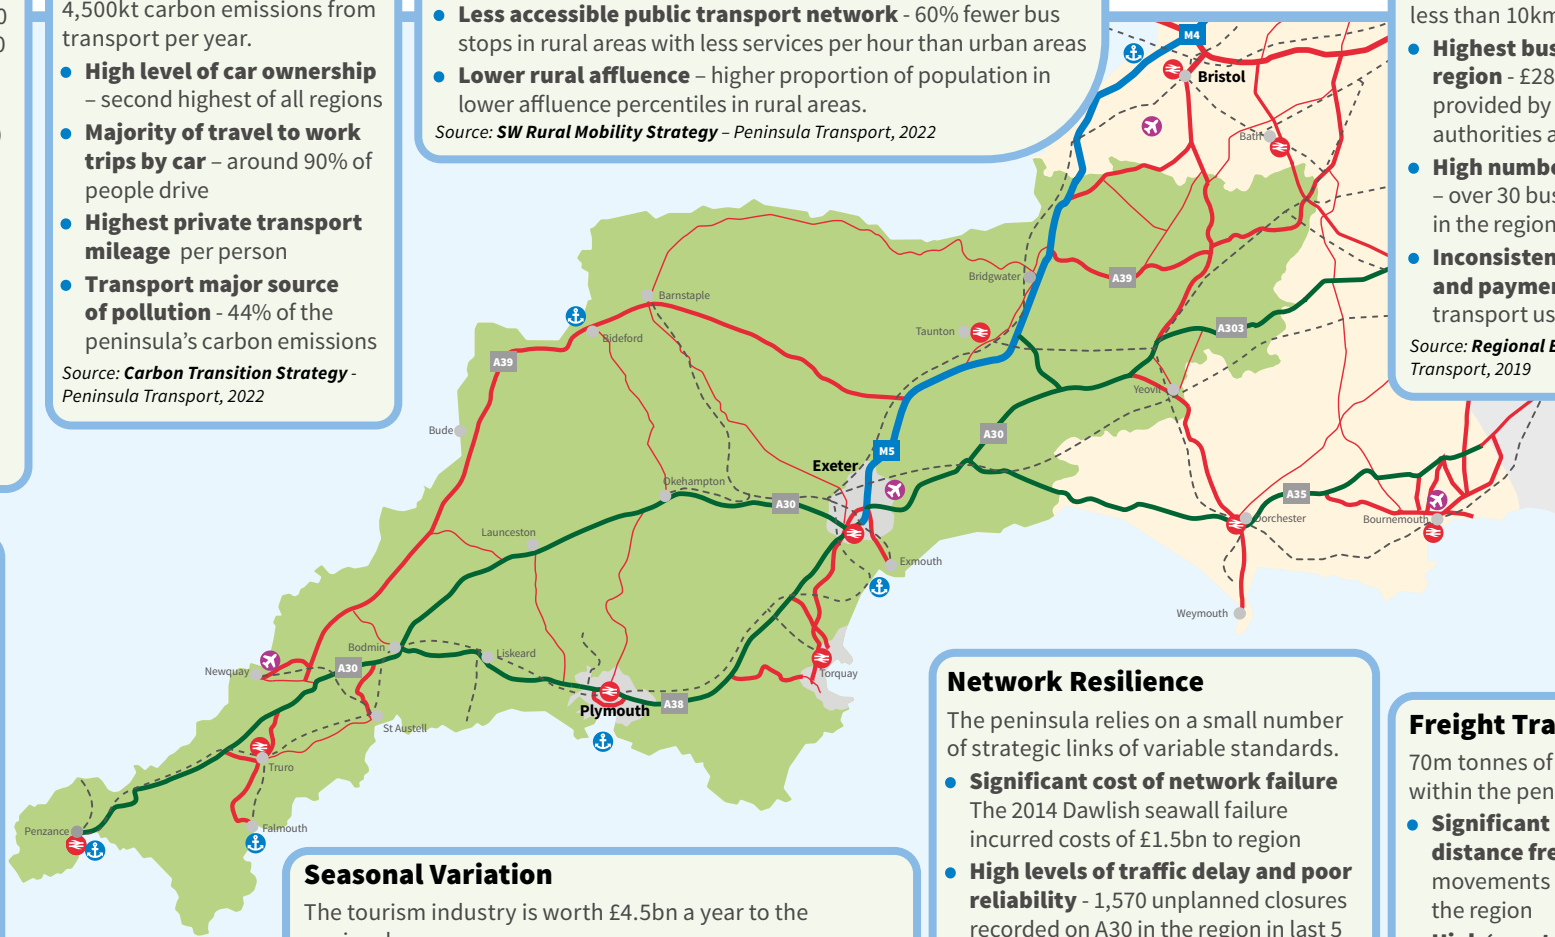 4,500kt carbon emissions from
transport per year.
High level of car ownership
– second highest of all regions
Majority of travel to work
trips by car – around 90% of
people drive
Highest private transport
mileage per person
Transport major source
of pollution - 44% of the
peninsula’s carbon emissions
Source: Carbon Transition Strategy -
Peninsula Transport, 2022
Less accessible public transport network - 60% fewer bus
stops in rural areas with less services per hour than urban areas
Lower rural affluence – higher proportion of population in
lower affluence percentiles in rural areas.
Source: SW Rural Mobility Strategy – Peninsula Transport, 2022
less than 10km
Highest bus
region - £28
provided by
authorities a
High numbe
– over 30 bus
in the region
Inconsisten
and paymen
transport us
Source: Regional E
Transport, 2019
M4
Bristol
Bath
Bridgwater
A39
Barnstaple
Taunton
A303
Bideford
A39
Yeovil
Bude
A30
M5
Exeter
Okehampton
A30
A35
Launceston
Dorchester
Bournemouth
Exmouth
Weymouth
Bodmin
Liskeard
Newquay
A30
Torquay
Plymouth
A38
St Austell
Truro
Penzance
Falmouth
Network Resilience
The peninsula relies on a small number
of strategic links of variable standards.
Significant cost of network failure
The 2014 Dawlish seawall failure
incurred costs of £1.5bn to region
High levels of traffic delay and poor
reliability - 1,570 unplanned closures
recorded on A30 in the region in last 5
Freight Tra
70m tonnes of
within the pen
Significant
distance fre
movements
the region
Seasonal Variation
The tourism industry is worth £4.5bn a year to the